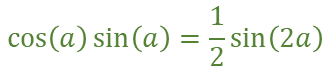 cos(a) sin(a) = 1/2 sin(2a)